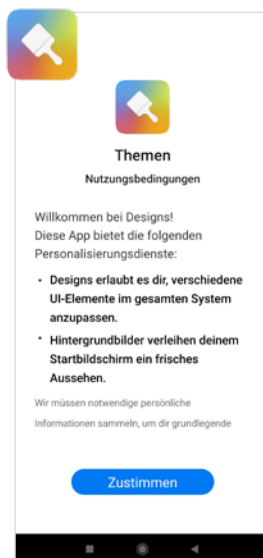 Themen
Nutzungsbedingungen
Willkommen bei Designs!
Diese App bietet die folgenden
Personalisierungsdienste:
• Designs erlaubt es dir, verschiedene
UI-Elemente im gesamten System
anzupassen.
• Hintergrundbilder verleihen deinem
Startbildschirm ein frisches
Aussehen.
Wir müssen notwendige persönliche
Informationen sammeln, um dir grundlegende
Zustimmen